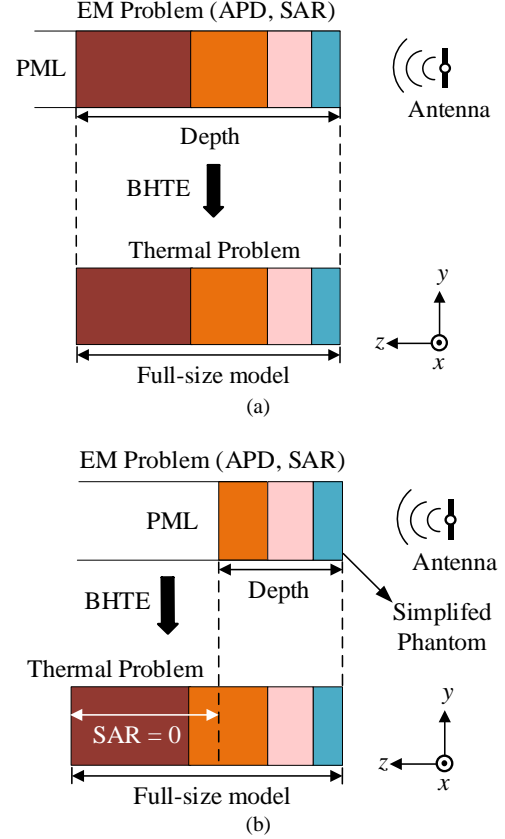 EM Problem (APD, SAR)
PML
Antenna
Depth
BHTE
Thermal Problem
y
z
x
Full-size model
(a)
EM Problem (APD, SAR)
PML
Antenna
Depth
BHTE
Simplifed
Phantom
Thermal Problem
SAR = 0
y
z
x
Full-size model
(b)